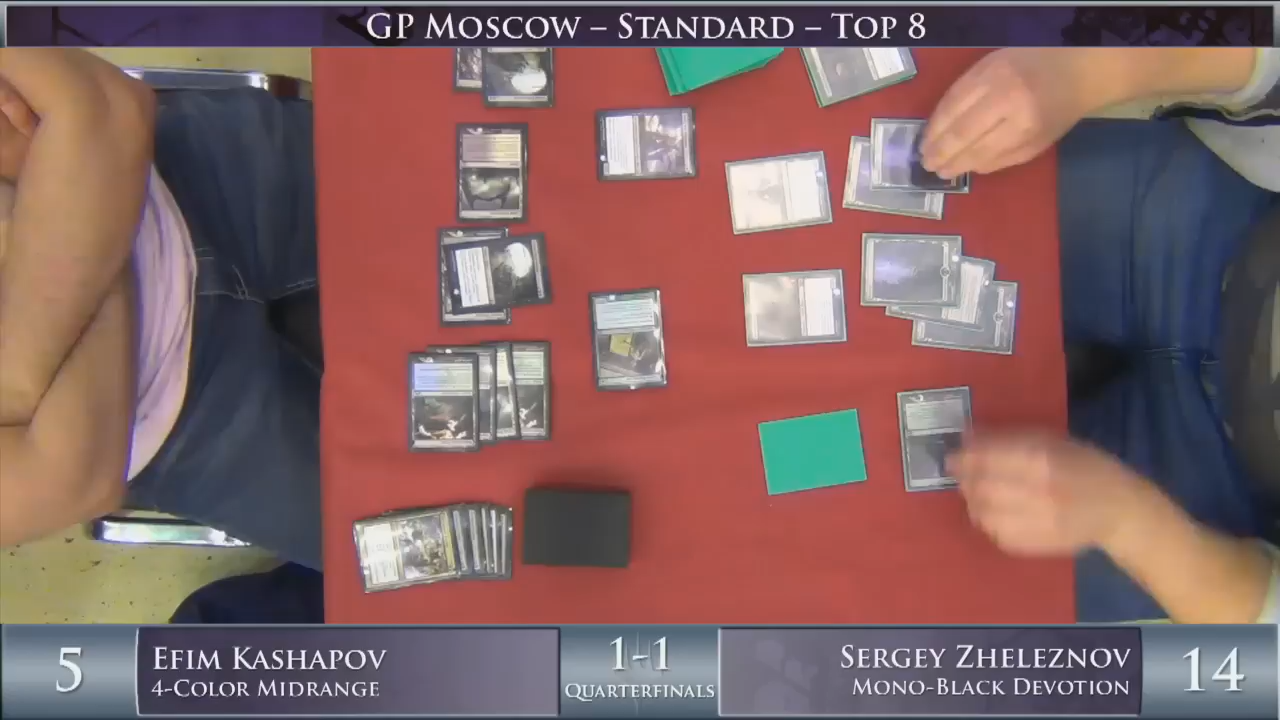 GP Moscow – Standard – Top 8
5
Efim Kashapov
4-Color Midrange
1-1
Quarterfinals
Sergey Zheleznov
Mono-Black Devotion
14